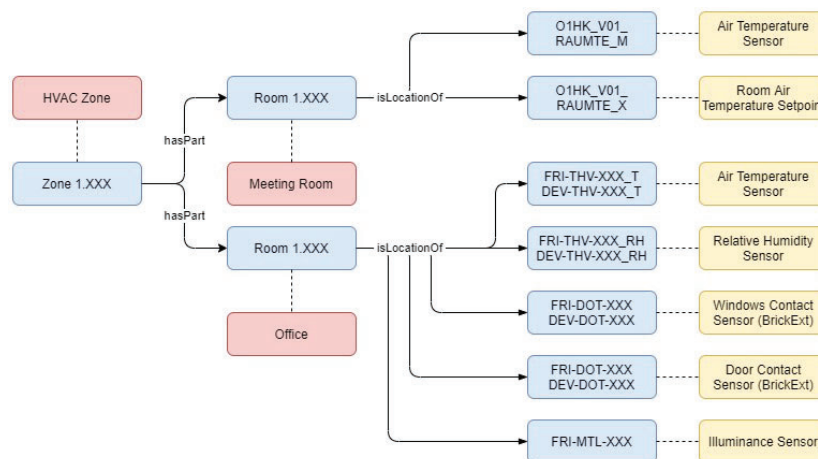 O1HK_V01_
RAUMTE_M
Air Temperature
Sensor
HVAC Zone
Room 1.XXX
isLocationOf
O1HK_V01_
RAUMTE_X
Room Air
Temperature Setpoint
hasPart
Zone 1.XXX
Meeting Room
FRI-THV-XXX_T
DEV-THV-XXX_T
Air Temperature
Sensor
hasPart
Room 1.XXX
isLocationOf
FRI-THV-XXX_RH
DEV-THV-XXX_RH
Relative Humidity
Sensor
FRI-DOT-XXX
DEV-DOT-XXX
Windows Contact
Sensor (BrickExt)
Office
FRI-DOT-XXX
DEV-DOT-XXX
Door Contact
Sensor (BrickExt)
FRI-MTL-XXX
Illuminance Sensor